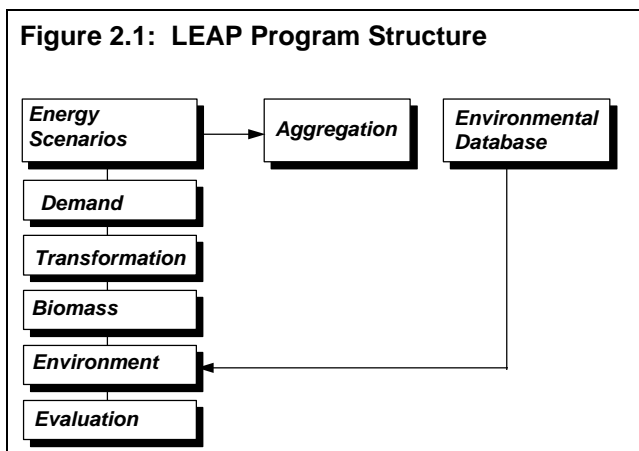 Figure 2.1:  LEAP Program Structure
Energy
Scenarios
Aggregation
Environmental
Database
Demand
Transformation
Biomass
Environment
Evaluation